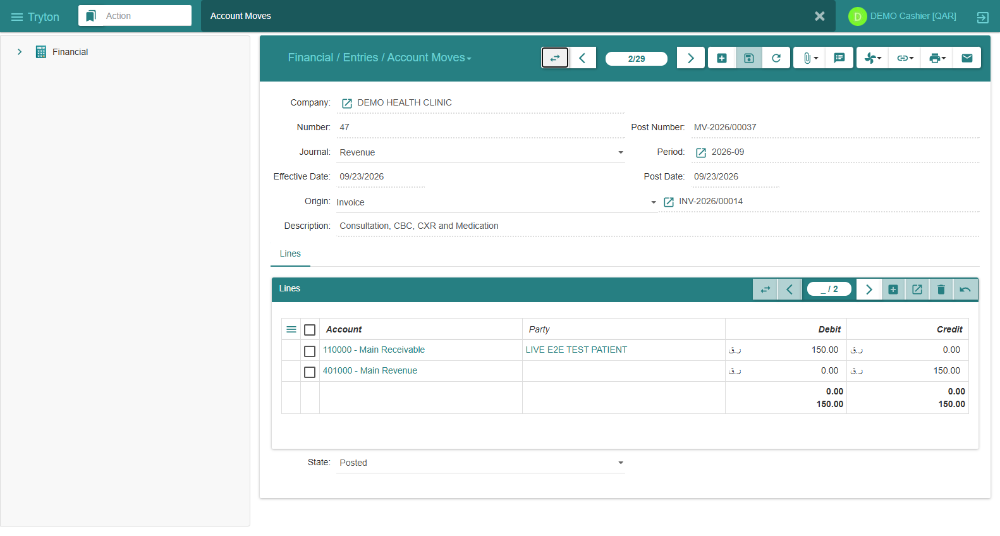 Tryton
Action
Account Moves
D
DEMO Cashier [QAR]
Financial
Financial / Entries / Account Moves
2/29
Company: DEMO HEALTH CLINIC
Number: 47
Post Number: MV-2026/00037
Journal: Revenue
Period: 2026-09
Effective Date: 09/23/2026
Post Date: 09/23/2026
Origin: Invoice
INV-2026/00014
Description: Consultation, CBC, CXR and Medication
Lines
Lines
_ / 2
Account Party Debit Credit
110000 - Main Receivable LIVE E2E TEST PATIENT ر.ق 150.00 ر.ق 0.00
401000 - Main Revenue ر.ق 0.00 ر.ق 150.00
0.00 0.00
150.00 150.00
State: Posted